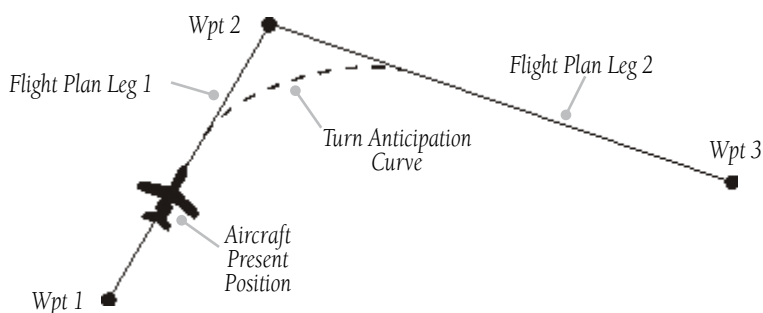 Wpt 2
Flight Plan Leg 1
Flight Plan Leg 2
Turn Anticipation
Curve
Wpt 3
Aircraft
Present
Position
Wpt 1